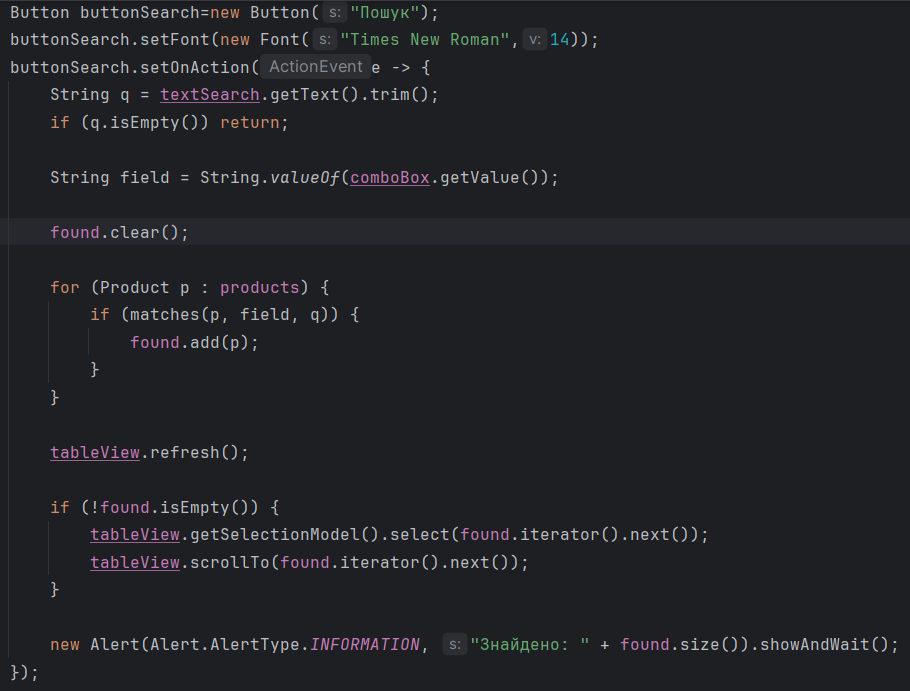 Button buttonSearch=new Button( s: "Пошук");
buttonSearch.setFont(new Font( s: "Times New Roman", v: 14));
buttonSearch.setOnAction( ActionEvent e -> {
String q = textSearch.getText().trim();
if (q.isEmpty()) return;
String field = String.valueOf(comboBox.getValue());
found.clear();
for (Product p : products) {
if (matches(p, field, q)) {
found.add(p);
}
}
tableView.refresh();
if (!found.isEmpty()) {
tableView.getSelectionModel().select(found.iterator().next());
tableView.scrollTo(found.iterator().next());
}
new Alert(Alert.AlertType.INFORMATION, s: "Знайдено: " + found.size()).showAndWait();
});